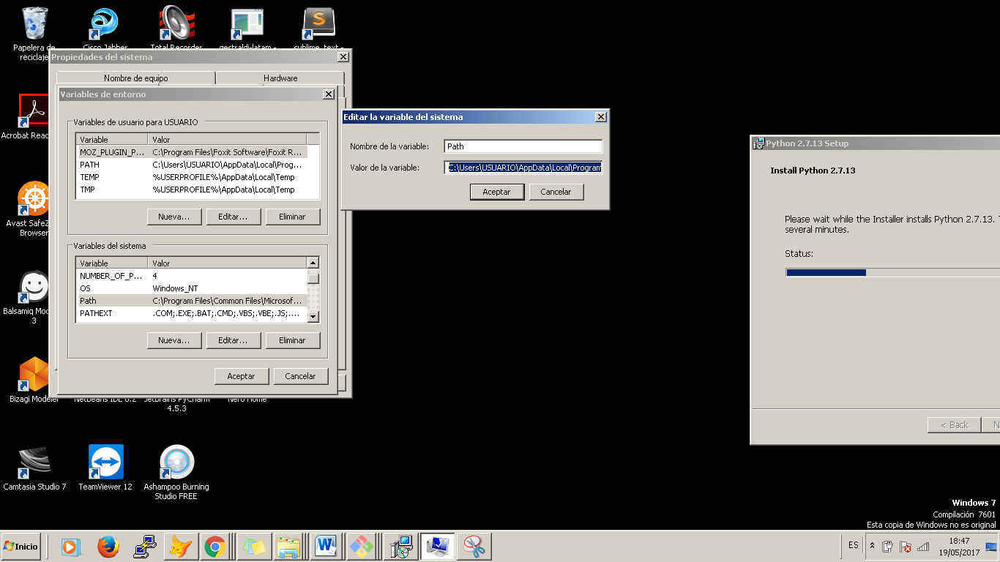 Papelera de
reciclaje
Cisco Jabber
Total Recorder
gestraldi-latam -
sublime_text -
Propiedades del sistema
Nombre de equipo
Hardware
Variables de entorno
Variables de usuario para USUARIO
Variable Valor
MOZ_PLUGIN_P... C:\Program Files\Foxit Software\Foxit R...
PATH C:\Users\USUARIO\AppData\Local\Prog...
TEMP %USERPROFILE%\AppData\Local\Temp
TMP %USERPROFILE%\AppData\Local\Temp
Nueva... Editar... Eliminar
Variables del sistema
Variable Valor
NUMBER_OF_P... 4
OS Windows_NT
Path C:\Program Files\Common Files\Microsof...
PATHEXT .COM;.EXE;.BAT;.CMD;.VBS;.VBE;.JS;....
Nueva... Editar... Eliminar
Aceptar Cancelar
Editar la variable del sistema
Nombre de la variable: Path
Valor de la variable: C:\Users\USUARIO\AppData\Local\Program
Aceptar Cancelar
Python 2.7.13 Setup
Install Python 2.7.13
Please wait while the Installer installs Python 2.7.13. T
several minutes.
Status:
< Back N
Acrobat Reac
Avast SafeZ
Browser
Balsamiq Moc
3
Bizagi Modeler
Netbeans IDE 8.2
Jetbrains PyCharm
4.5.3
Nero Home
Camtasia Studio 7
TeamViewer 12
Ashampoo Burning
Studio FREE
Windows 7
Compilación 7601
Esta copia de Windows no es original
Inicio
ES
18:47
19/05/2017